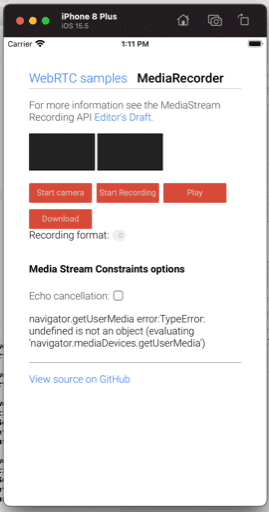 iPhone 8 Plus
iOS 15.5
Carrier 1:11 PM
WebRTC samples MediaRecorder
For more information see the MediaStream
Recording API Editor's Draft.
Start camera Start Recording Play
Download
Recording format:
Media Stream Constraints options
Echo cancellation:
navigator.getUserMedia error:TypeError:
undefined is not an object (evaluating
'navigator.mediaDevices.getUserMedia')
View source on GitHub